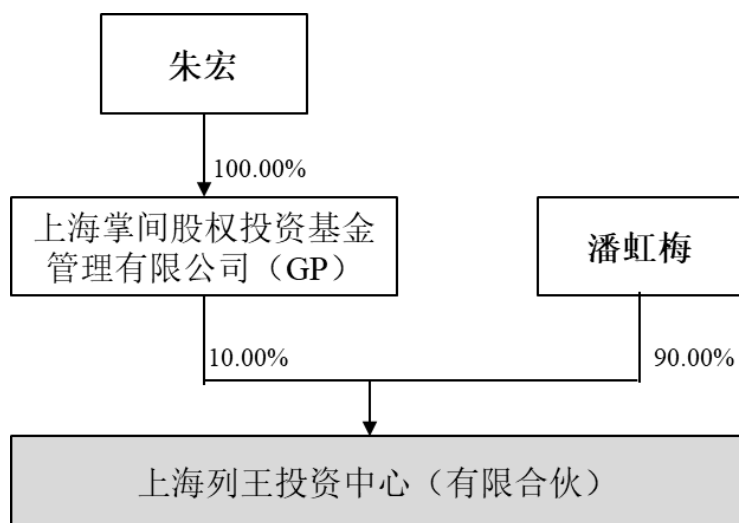 朱宏
100.00%
上海掌间股权投资基金
管理有限公司（GP）
潘虹梅
10.00%
90.00%
上海列王投资中心（有限合伙）